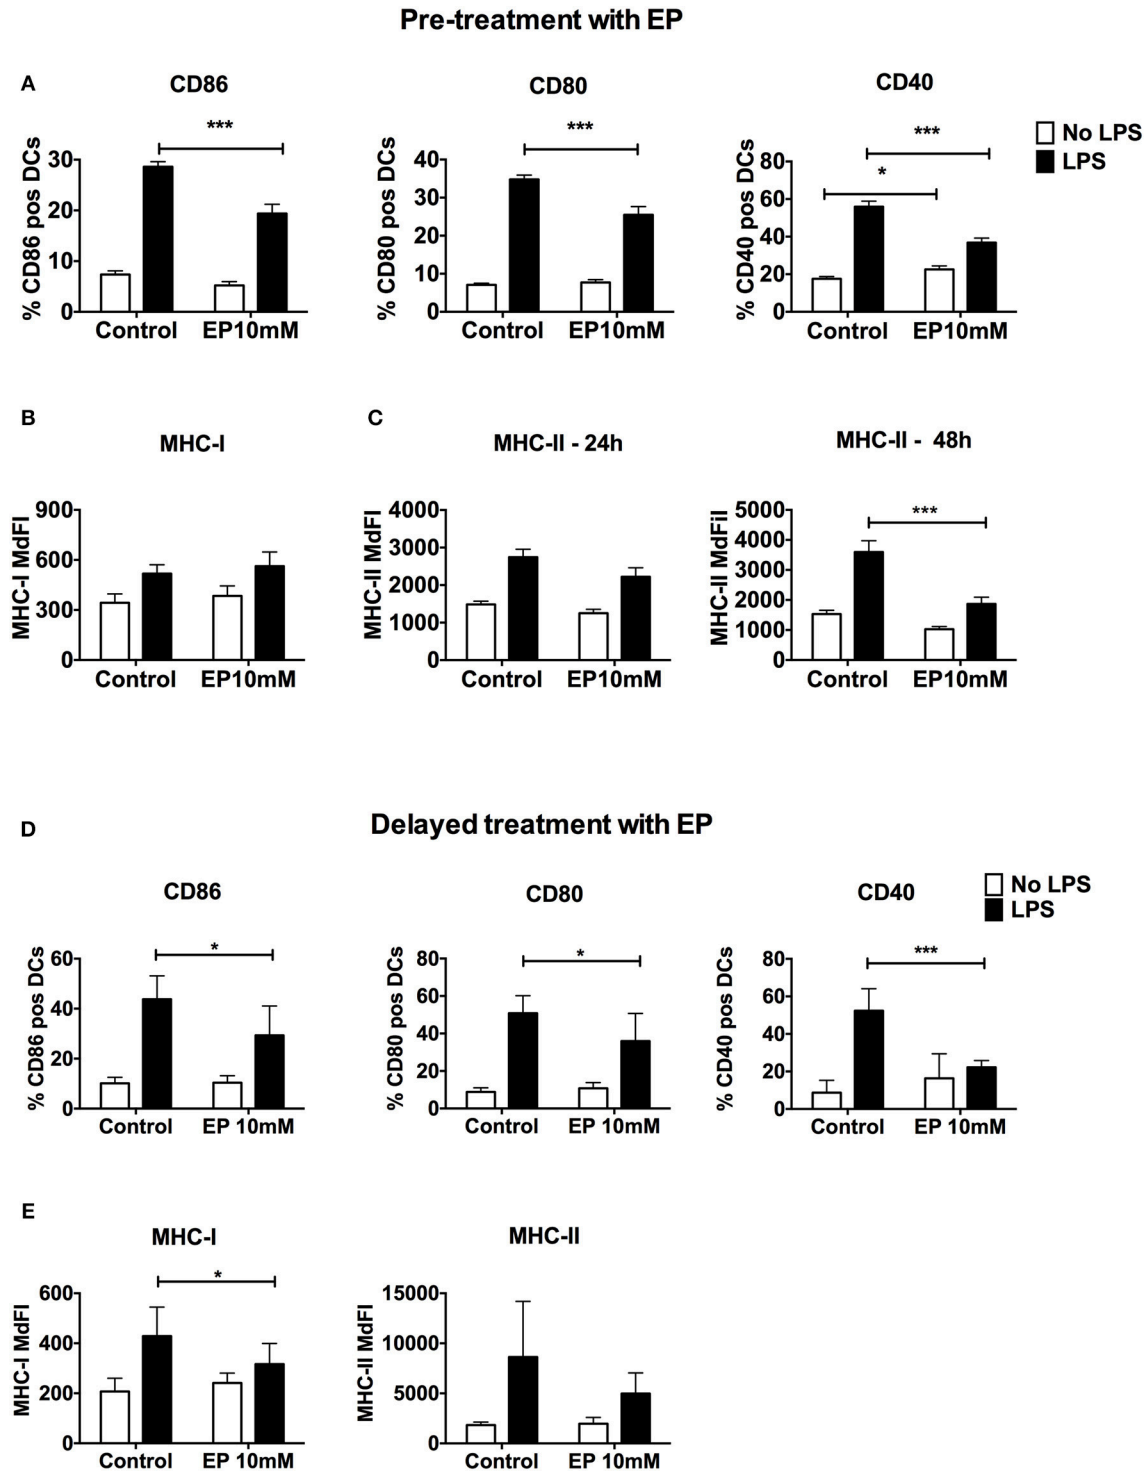 Pre-treatment with EP
A
CD86
CD80
CD40
No LPS
LPS
***
***
***
*
% CD86 pos DCs
30
20
10
0
Control EP10mM
% CD80 pos DCs
40
30
20
10
0
Control EP10mM
% CD40 pos DCs
80
60
40
20
0
Control EP10mM
B
MHC-I
MHC-I MdFI
900
600
300
0
Control EP10mM
C
MHC-II - 24h
MHC-II MdFI
4000
3000
2000
1000
0
Control EP10mM
MHC-II - 48h
***
MHC-II MdFil
5000
4000
3000
2000
1000
0
Control EP10mM
D
Delayed treatment with EP
No LPS
LPS
CD86
*
% CD86 pos DCs
60
40
20
0
Control EP 10mM
CD80
*
% CD80 pos DCs
80
60
40
20
0
Control EP 10mM
CD40
***
% CD40 pos DCs
80
60
40
20
0
Control EP 10mM
E
MHC-I
*
MHC-I MdFI
600
400
200
0
Control EP 10mM
MHC-II
MHC-II MdFI
15000
10000
5000
0
Control EP 10mM